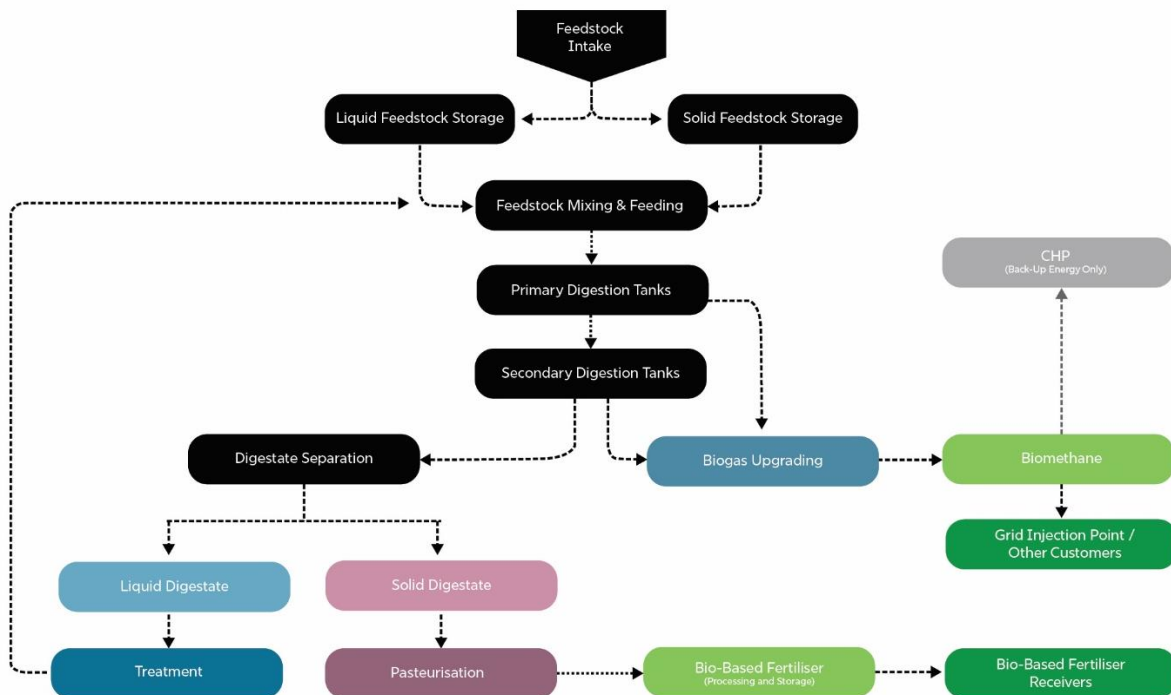 Feedstock
Intake
Liquid Feedstock Storage
Solid Feedstock Storage
Feedstock Mixing & Feeding
CHP
(Back-Up Energy Only)
Primary Digestion Tanks
Secondary Digestion Tanks
Digestate Separation
Biogas Upgrading
Biomethane
Grid Injection Point /
Other Customers
Liquid Digestate
Solid Digestate
Treatment
Pasteurisation
Bio-Based Fertiliser
(Processing and Storage)
Bio-Based Fertiliser
Receivers